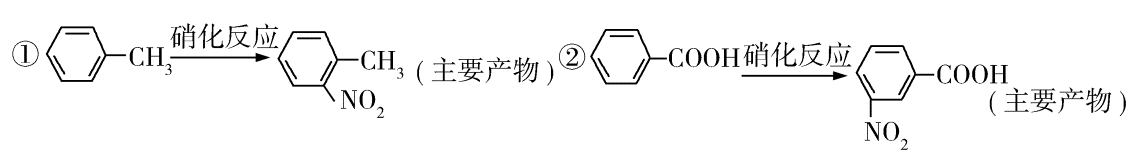 ① CH₃ 硝化反应 CH₃ (主要产物) ② COOH 硝化反应 COOH
NO₂ (主要产物)
NO₂